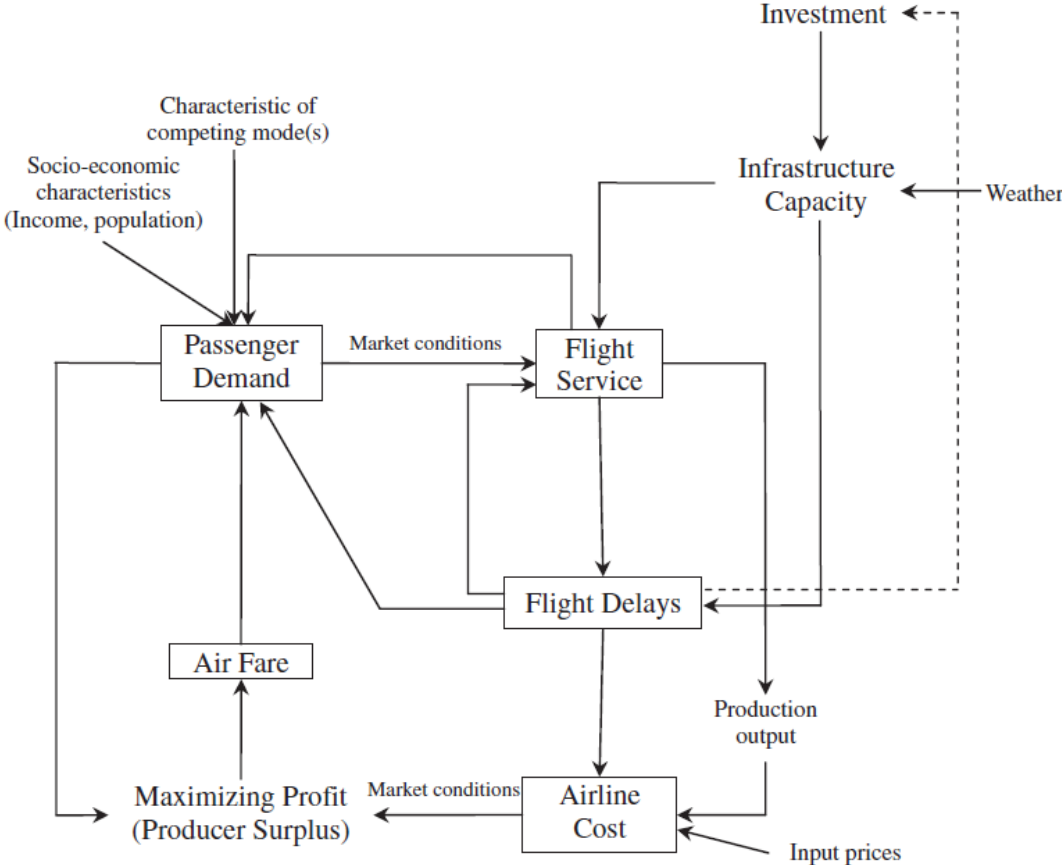 Investment
Characteristic of
competing mode(s)
Socio-economic
characteristics
(Income, population)
Infrastructure
Capacity
Weather
Passenger
Demand
Market conditions
Flight
Service
Flight Delays
Air Fare
Production
output
Maximizing Profit
(Producer Surplus)
Market conditions
Airline
Cost
Input prices